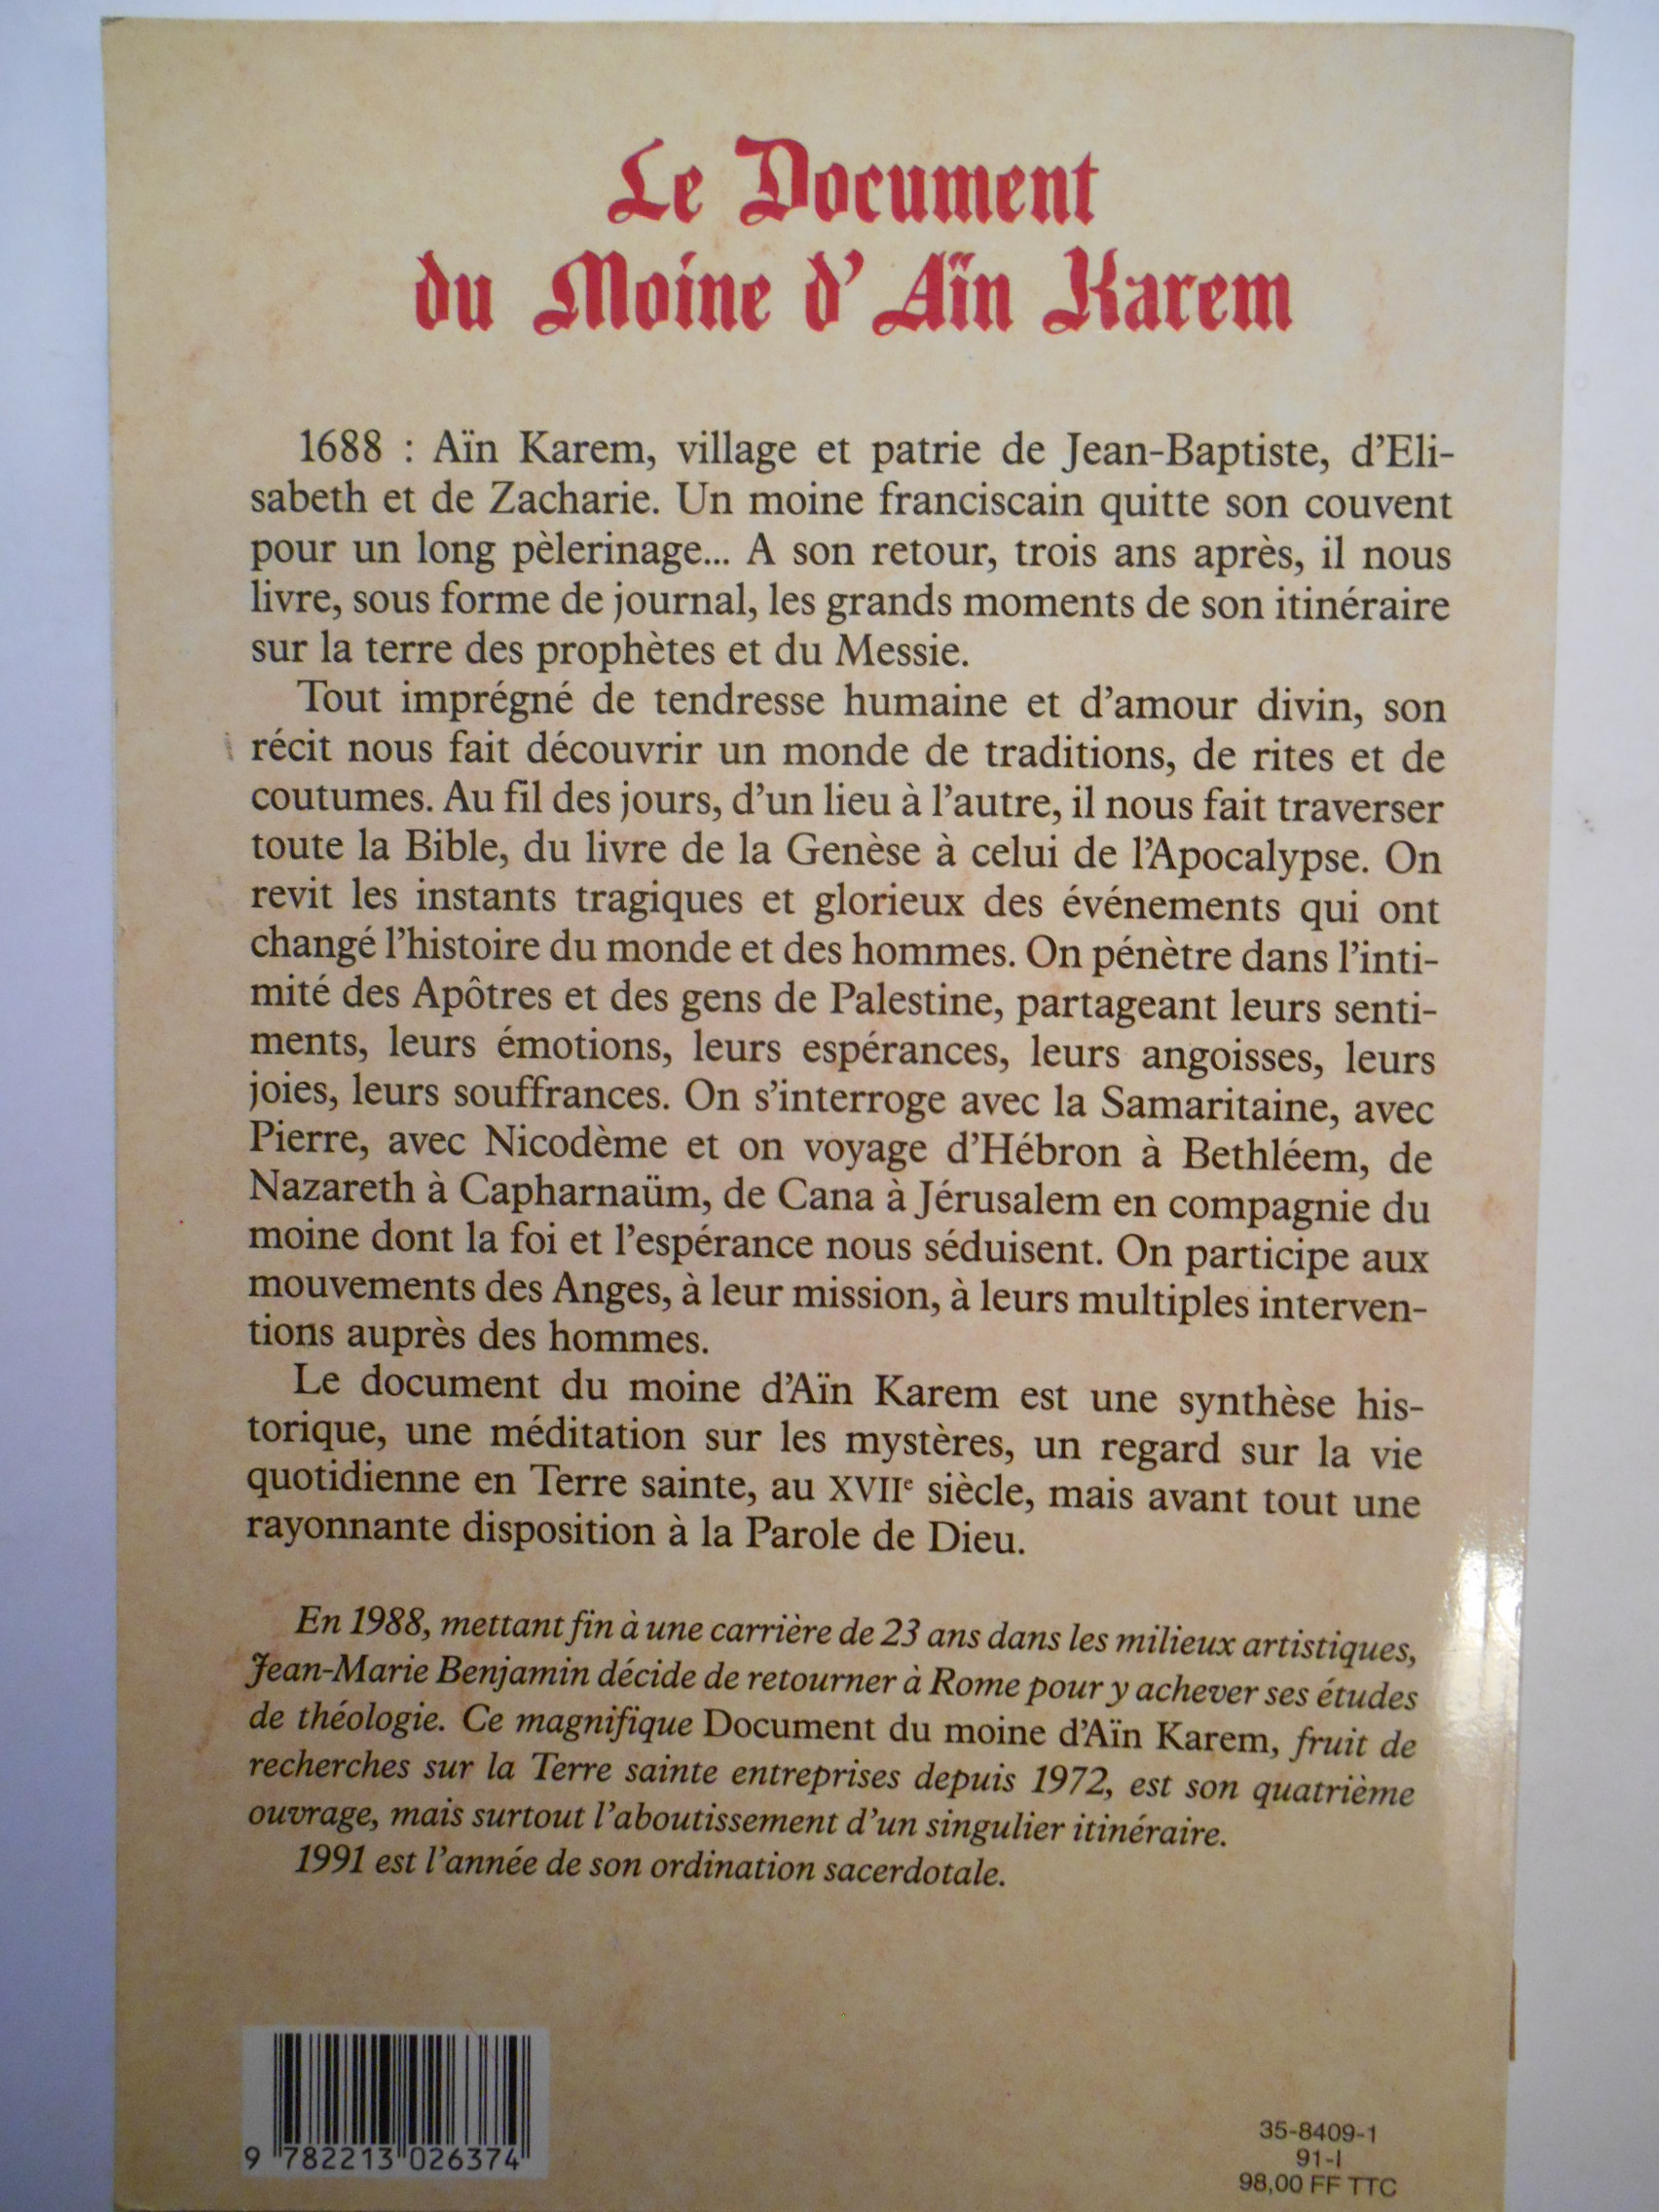 Le Document
du Moine d'Aïn Karem
1688 : Aïn Karem, village et patrie de Jean-Baptiste, d'Eli-
sabeth et de Zacharie. Un moine franciscain quitte son couvent
pour un long pèlerinage... A son retour, trois ans après, il nous
livre, sous forme de journal, les grands moments de son itinéraire
sur la terre des prophètes et du Messie.
Tout imprégné de tendresse humaine et d'amour divin, son
récit nous fait découvrir un monde de traditions, de rites et de
coutumes. Au fil des jours, d'un lieu à l'autre, il nous fait traverser
toute la Bible, du livre de la Genèse à celui de l'Apocalypse. On
revit les instants tragiques et glorieux des événements qui ont
changé l'histoire du monde et des hommes. On pénètre dans l'inti-
mité des Apôtres et des gens de Palestine, partageant leurs senti-
ments, leurs émotions, leurs espérances, leurs angoisses, leurs
joies, leurs souffrances. On s'interroge avec la Samaritaine, avec
Pierre, avec Nicodème et on voyage d'Hébron à Bethléem, de
Nazareth à Capharnaüm, de Cana à Jérusalem en compagnie du
moine dont la foi et l'espérance nous séduisent. On participe aux
mouvements des Anges, à leur mission, à leurs multiples interven-
tions auprès des hommes.
Le document du moine d'Aïn Karem est une synthèse his-
torique, une méditation sur les mystères, un regard sur la vie
quotidienne en Terre sainte, au XVIIe siècle, mais avant tout une
rayonnante disposition à la Parole de Dieu.
En 1988, mettant fin à une carrière de 23 ans dans les milieux artistiques,
Jean-Marie Benjamin décide de retourner à Rome pour y achever ses études
de théologie. Ce magnifique Document du moine d'Aïn Karem, fruit de
recherches sur la Terre sainte entreprises depuis 1972, est son quatrième
ouvrage, mais surtout l'aboutissement d'un singulier itinéraire.
1991 est l'année de son ordination sacerdotale.
9 782213 026374
35-8409-1
91-I
98,00 FF TTC